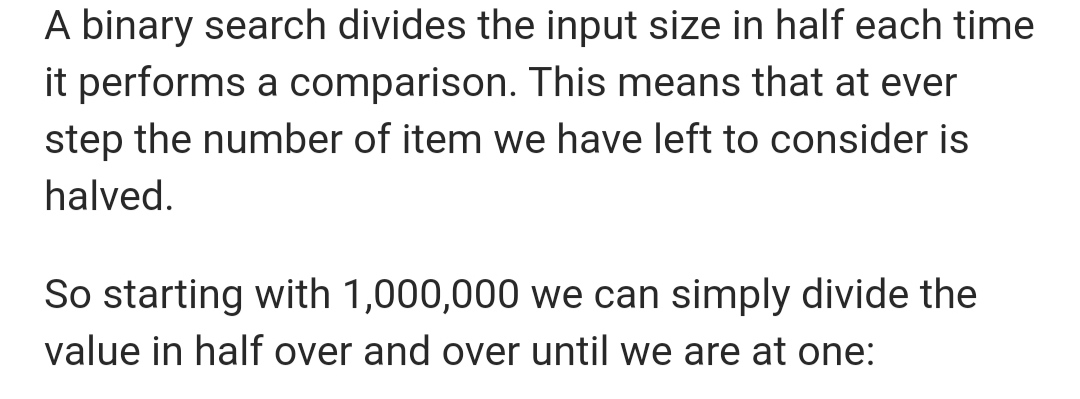 A binary search divides the input size in half each time
it performs a comparison. This means that at ever
step the number of item we have left to consider is
halved.
So starting with 1,000,000 we can simply divide the
value in half over and over until we are at one: